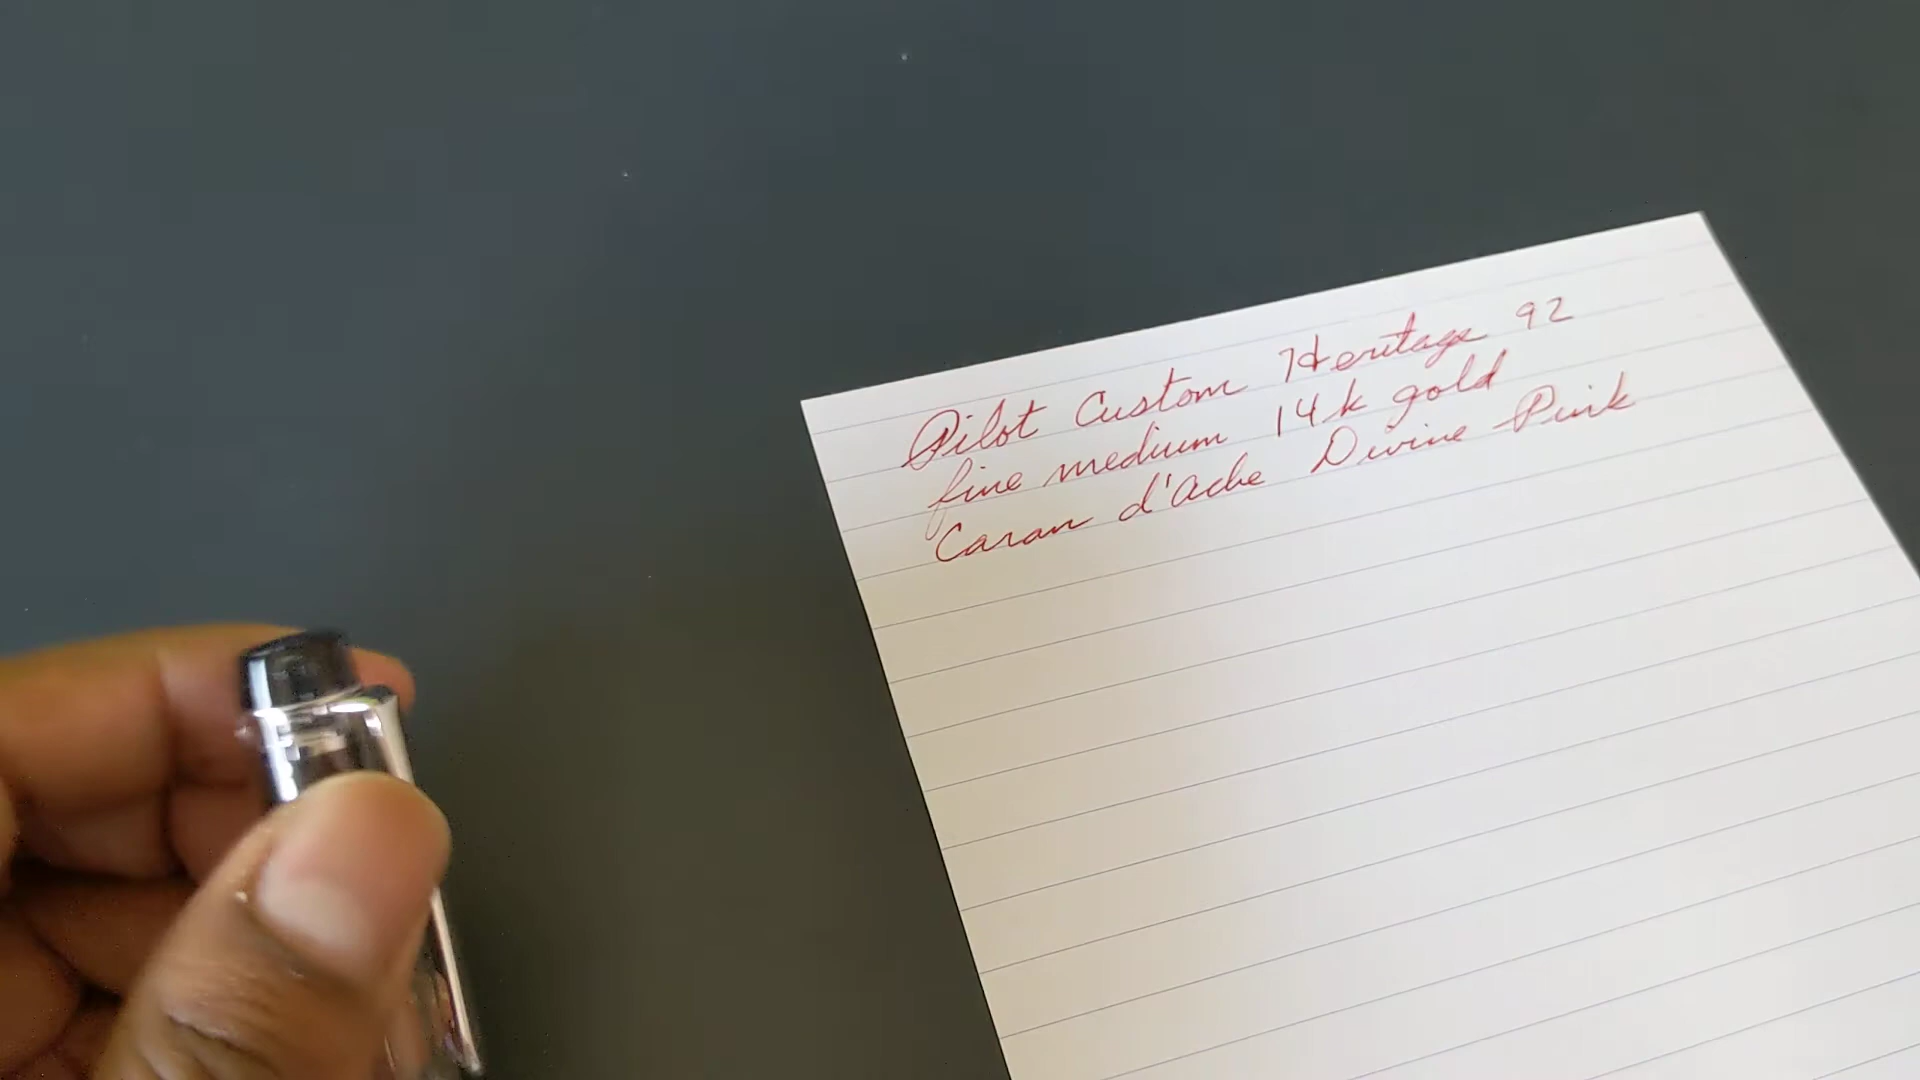 Pilot Custom Heritage 92
fine medium 14k gold
Caran d'Ache Divine Pink